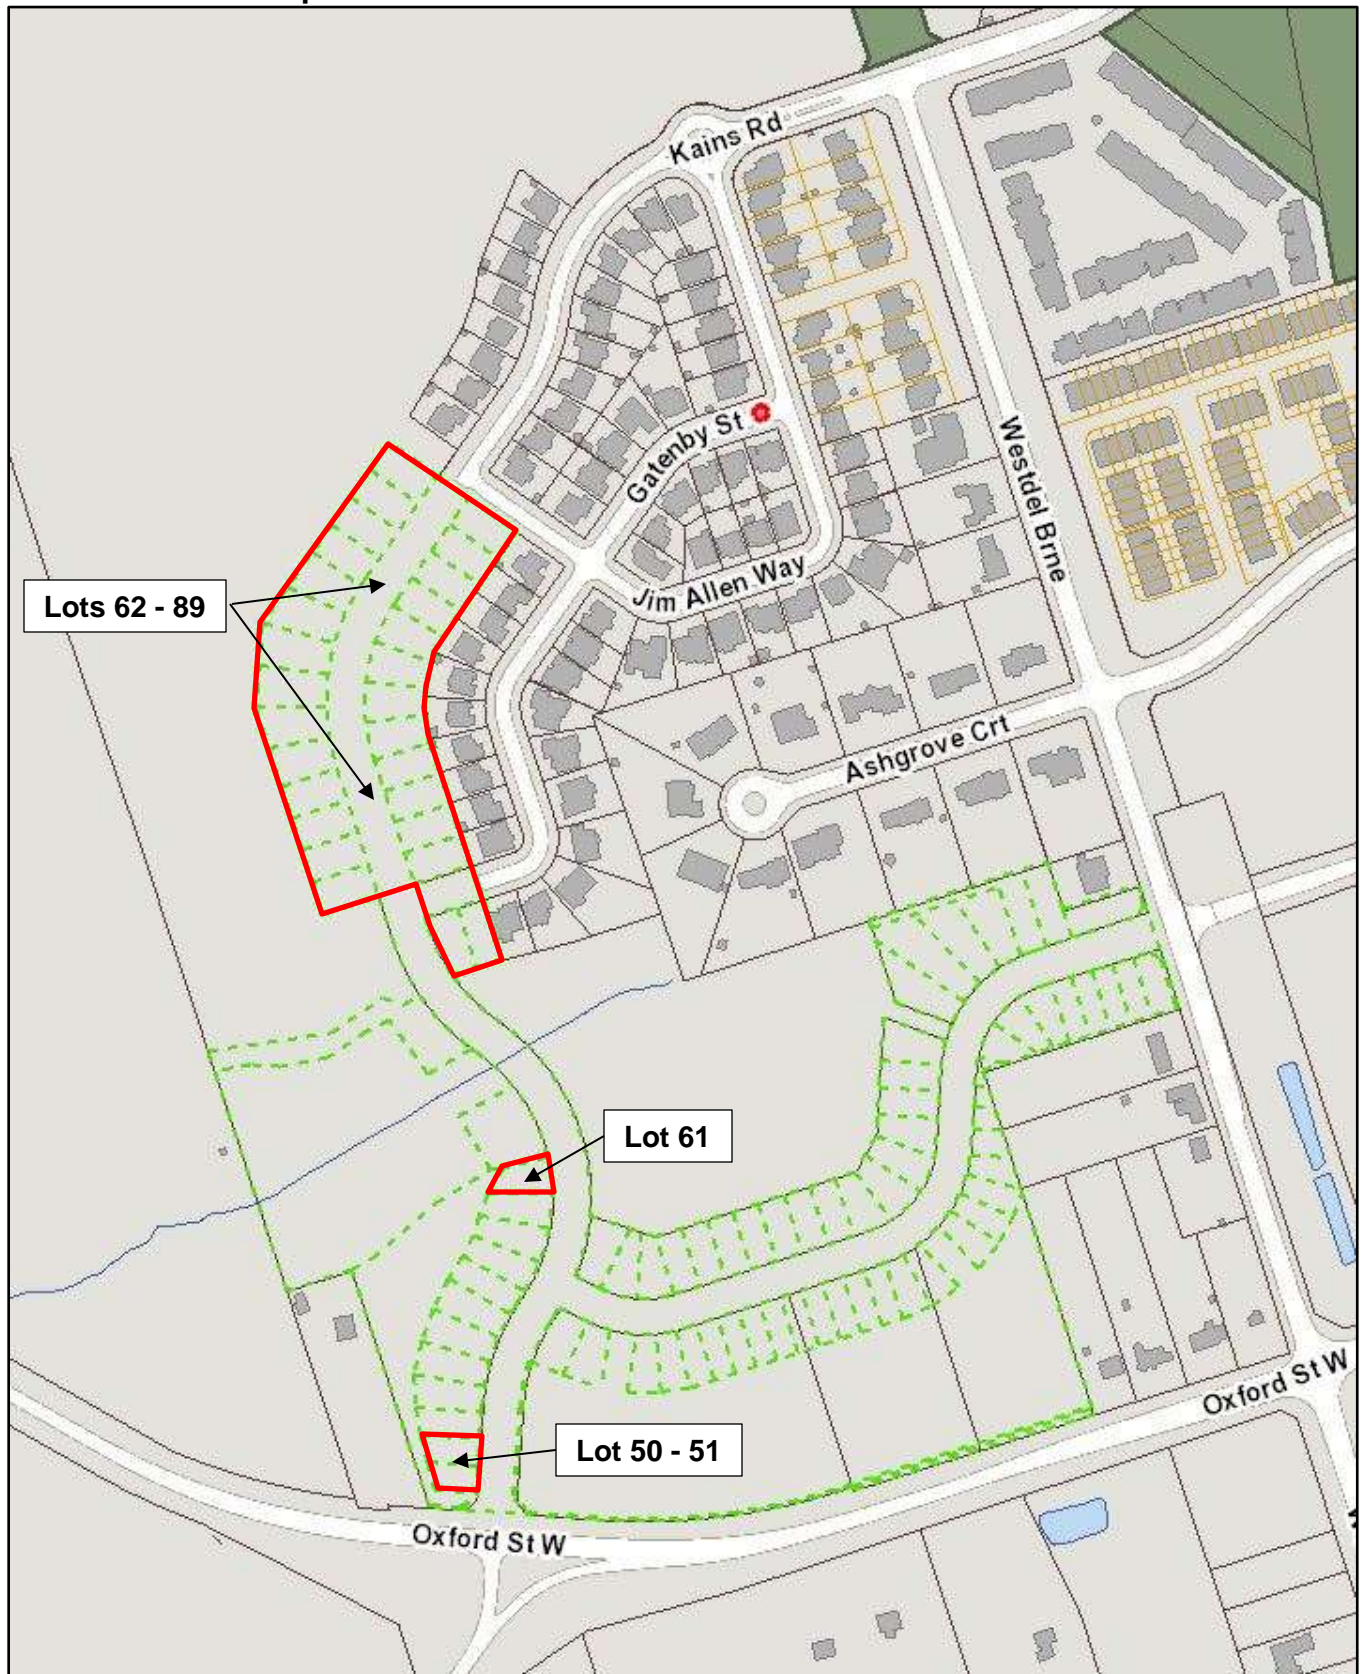 Kains Rd
Gatenby St
Westdel Brne
Jim Allen Way
Lots 62 - 89
Ashgrove Crt
Lot 61
Oxford St W
Lot 50 - 51
Oxford St W